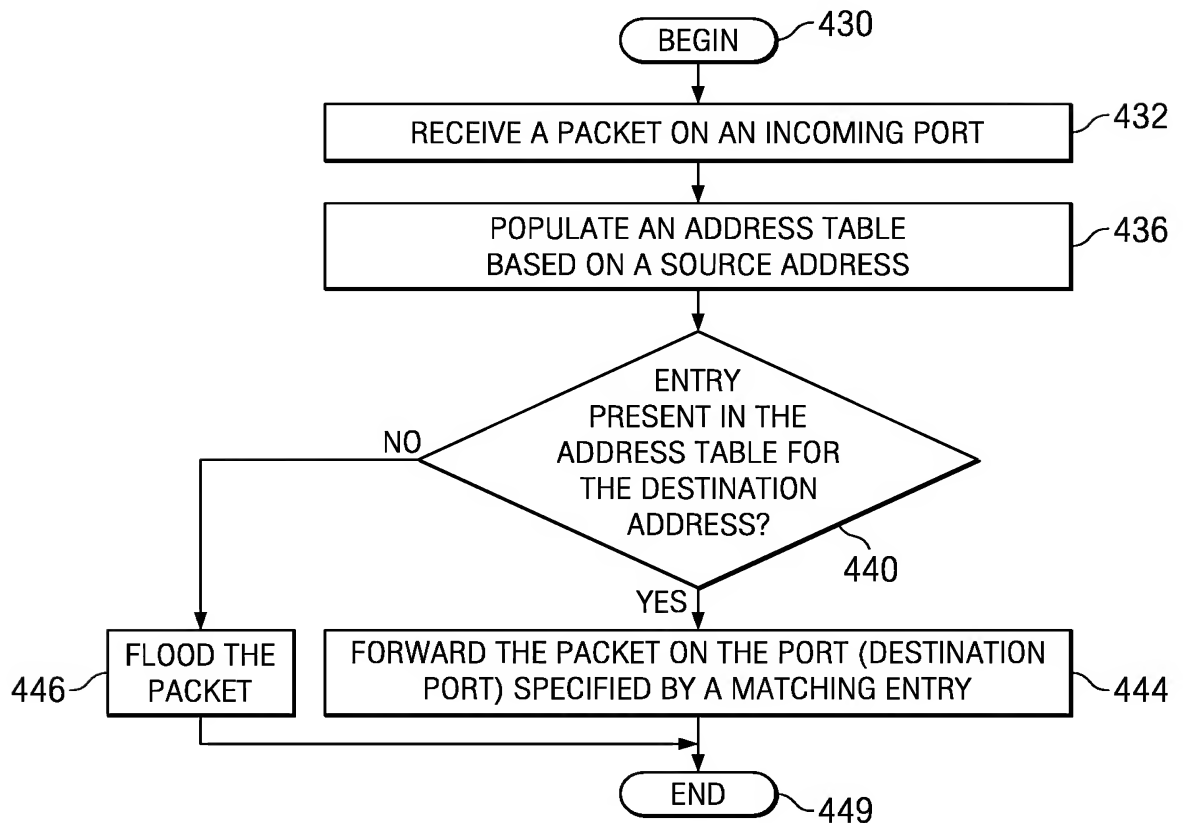 BEGIN
430
RECEIVE A PACKET ON AN INCOMING PORT
432
POPULATE AN ADDRESS TABLE
BASED ON A SOURCE ADDRESS
436
ENTRY
PRESENT IN THE
ADDRESS TABLE FOR
THE DESTINATION
ADDRESS?
440
NO
YES
FLOOD THE
PACKET
446
FORWARD THE PACKET ON THE PORT (DESTINATION
PORT) SPECIFIED BY A MATCHING ENTRY
444
END
449